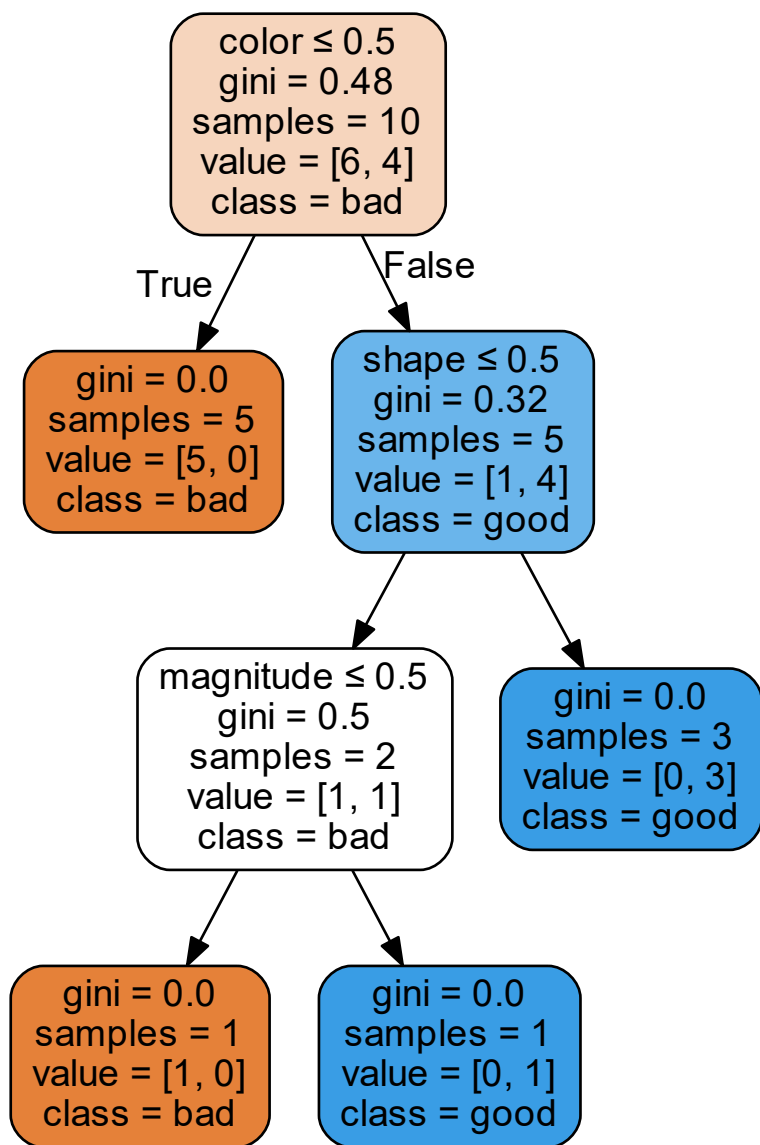 color ≤ 0.5
gini = 0.48
samples = 10
value = [6, 4]
class = bad
True
False
gini = 0.0
samples = 5
value = [5, 0]
class = bad
shape ≤ 0.5
gini = 0.32
samples = 5
value = [1, 4]
class = good
magnitude ≤ 0.5
gini = 0.5
samples = 2
value = [1, 1]
class = bad
gini = 0.0
samples = 3
value = [0, 3]
class = good
gini = 0.0
samples = 1
value = [1, 0]
class = bad
gini = 0.0
samples = 1
value = [0, 1]
class = good